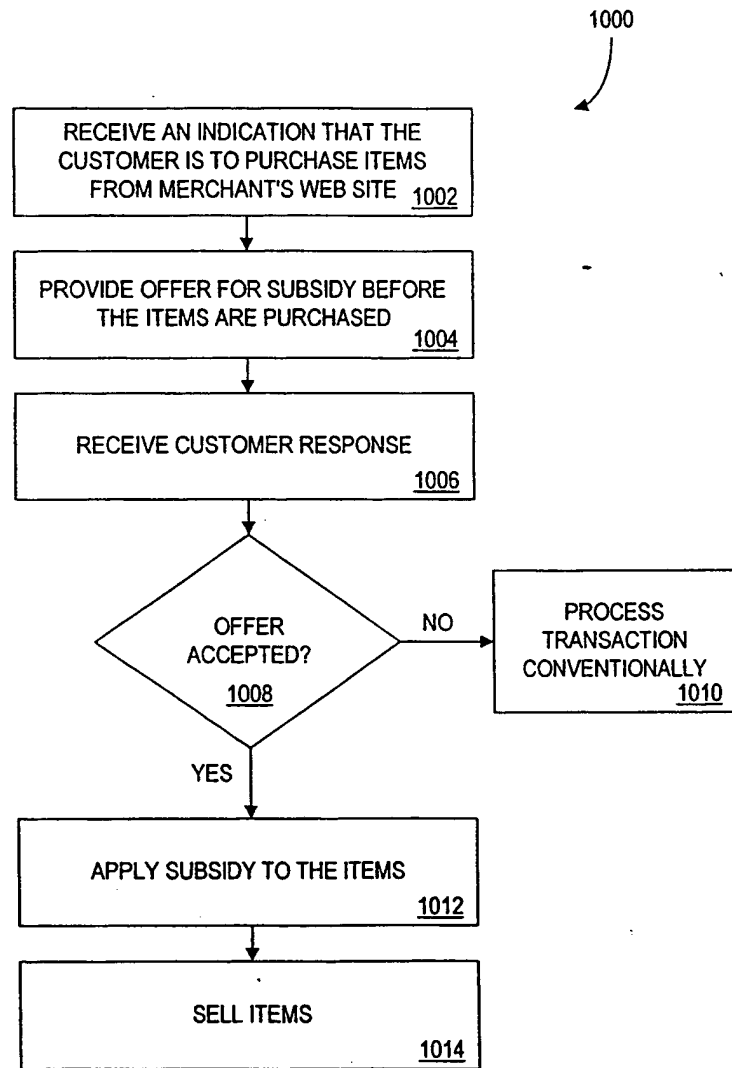 1000
RECEIVE AN INDICATION THAT THE
CUSTOMER IS TO PURCHASE ITEMS
FROM MERCHANT'S WEB SITE
1002
PROVIDE OFFER FOR SUBSIDY BEFORE
THE ITEMS ARE PURCHASED
1004
RECEIVE CUSTOMER RESPONSE
1006
OFFER
ACCEPTED?
1008
NO
PROCESS
TRANSACTION
CONVENTIONALLY
1010
YES
APPLY SUBSIDY TO THE ITEMS
1012
SELL ITEMS
1014